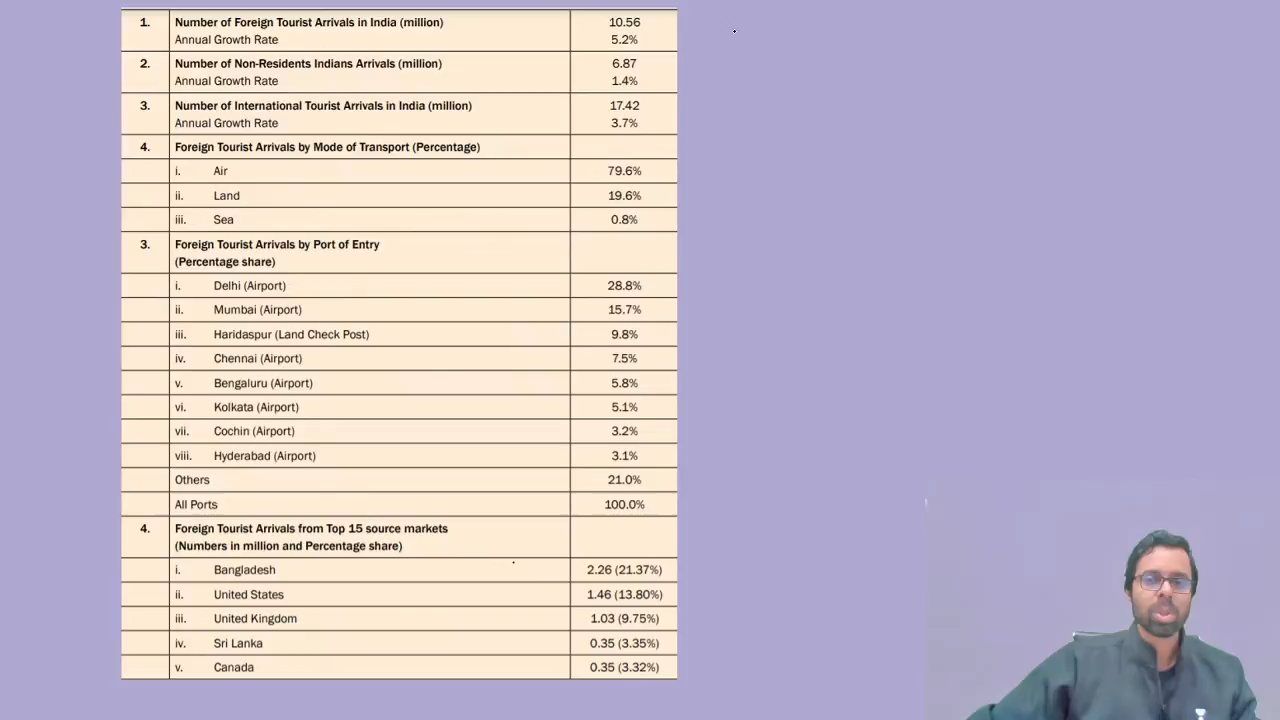 1. Number of Foreign Tourist Arrivals in India (million) 10.56
Annual Growth Rate 5.2%
2. Number of Non-Residents Indians Arrivals (million) 6.87
Annual Growth Rate 1.4%
3. Number of International Tourist Arrivals in India (million) 17.42
Annual Growth Rate 3.7%
4. Foreign Tourist Arrivals by Mode of Transport (Percentage)
i. Air 79.6%
ii. Land 19.6%
iii. Sea 0.8%
3. Foreign Tourist Arrivals by Port of Entry
(Percentage share)
i. Delhi (Airport) 28.8%
ii. Mumbai (Airport) 15.7%
iii. Haridaspur (Land Check Post) 9.8%
iv. Chennai (Airport) 7.5%
v. Bengaluru (Airport) 5.8%
vi. Kolkata (Airport) 5.1%
vii. Cochin (Airport) 3.2%
viii. Hyderabad (Airport) 3.1%
Others 21.0%
All Ports 100.0%
4. Foreign Tourist Arrivals from Top 15 source markets
(Numbers in million and Percentage share)
i. Bangladesh 2.26 (21.37%)
ii. United States 1.46 (13.80%)
iii. United Kingdom 1.03 (9.75%)
iv. Sri Lanka 0.35 (3.35%)
v. Canada 0.35 (3.32%)